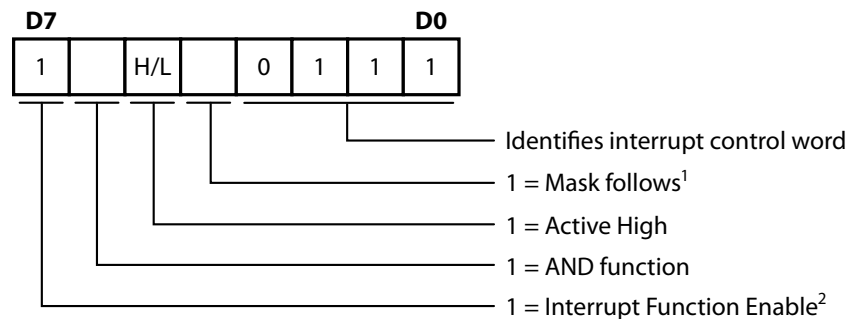 D7 D0
1 H/L 0 1 1 1
Identifies interrupt control word
1 = Mask follows¹
1 = Active High
1 = AND function
1 = Interrupt Function Enable²